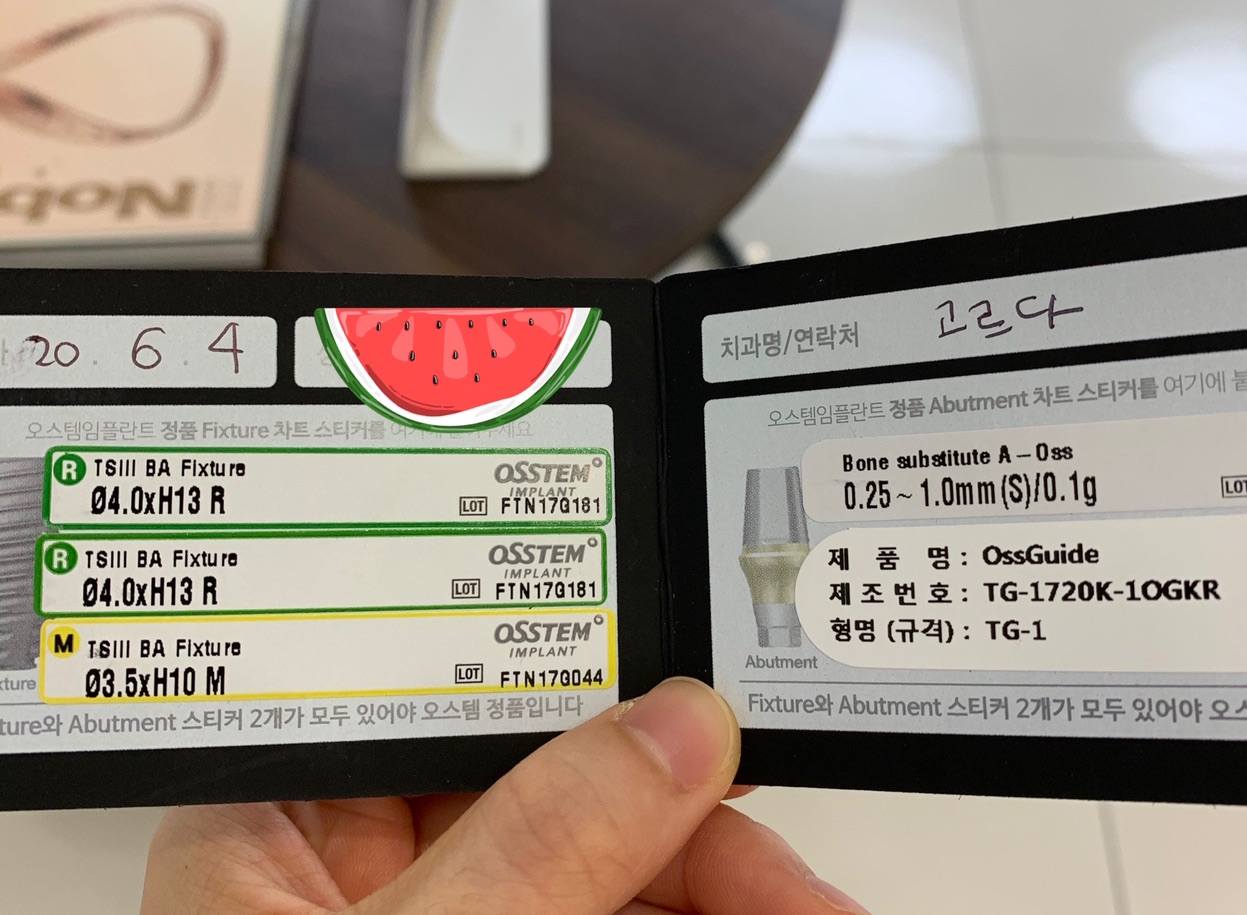 20 . 6 . 4
오스템임플란트 정품 Fixture 차트 스티커를 여기에
R TSIII BA Fixture
Ø4.0xH13 R
OSSTEM
IMPLANT
LOT FTN17Q181
R TSIII BA Fixture
Ø4.0xH13 R
OSSTEM
IMPLANT
LOT FTN17Q181
M TSIII BA Fixture
Ø3.5xH10 M
OSSTEM
IMPLANT
LOT FTN17Q044
xture
ture와 Abutment 스티커 2개가 모두 있어야 오스템 정품입니다
치과명/연락처 고르다
오스템임플란트 정품 Abutment 차트 스티커를 여기에 붙
Bone substitute A-Oss
0.25~1.0mm(S)/0.1g
LOT
제 품 명 : OssGuide
제조번호 : TG-1720K-1OGKR
형명 (규격) : TG-1
Abutment
Fixture와 Abutment 스티커 2개가 모두 있어야 오스